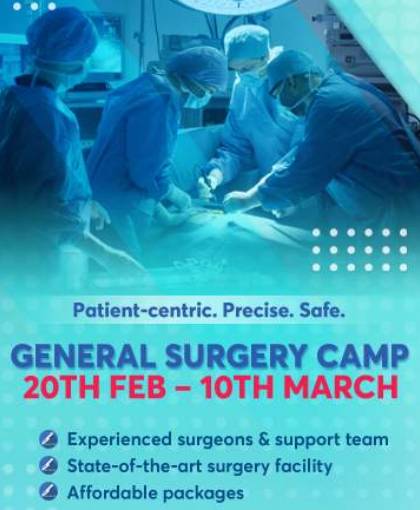 Patient-centric. Precise. Safe.
GENERAL SURGERY CAMP
20TH FEB – 10TH MARCH
Experienced surgeons & support team
State-of-the-art surgery facility
Affordable packages